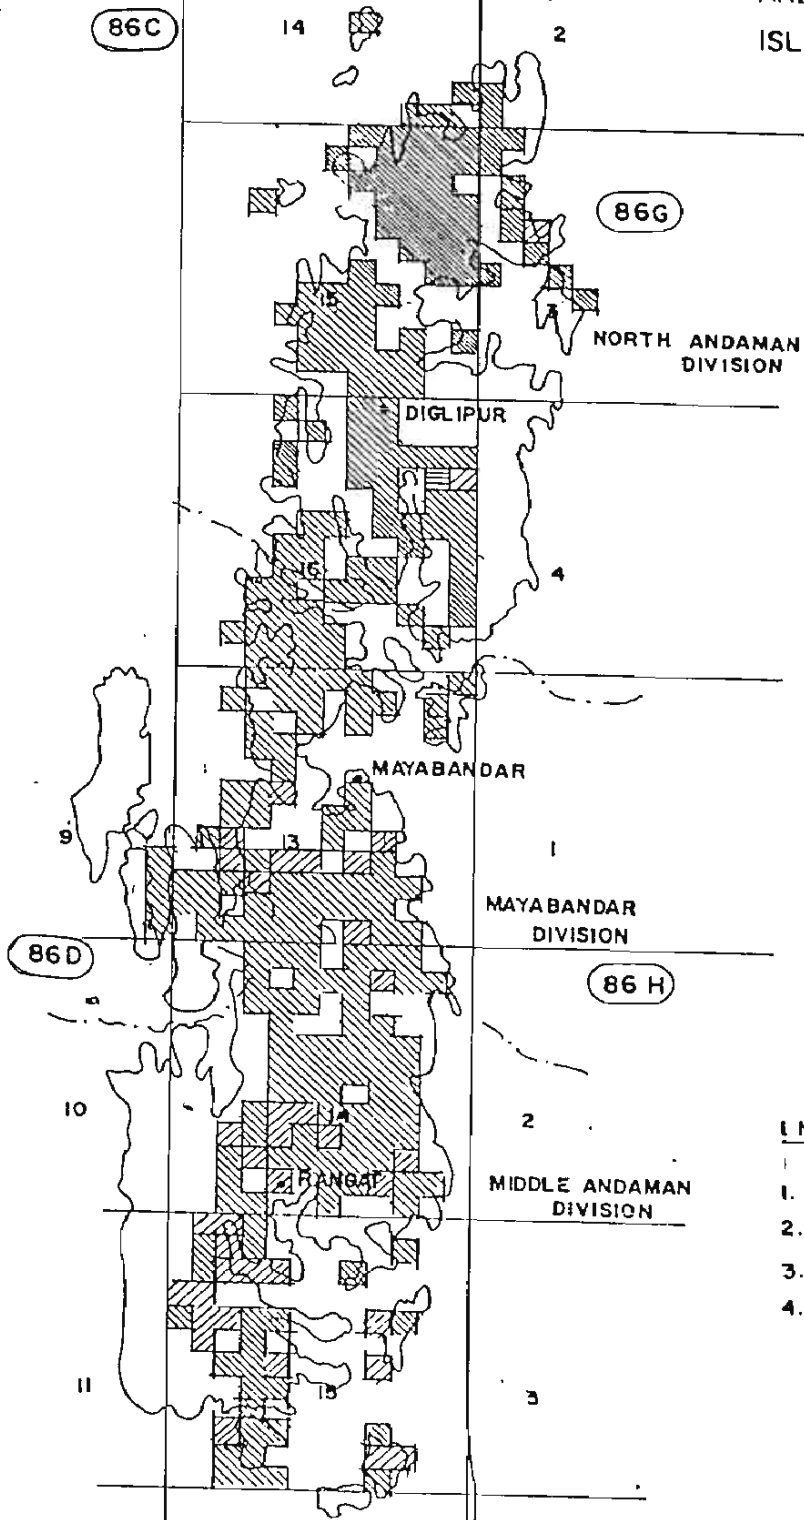 86C
14
2
ISL
86G
15
3
NORTH ANDAMAN
DIVISION
DIGLIPUR
16
4
MAYABANDAR
9
13
1
MAYABANDAR
DIVISION
86D
86 H
10
2
RANGAT
MIDDLE ANDAMAN
DIVISION
1.
2.
3.
4.
11
15
3